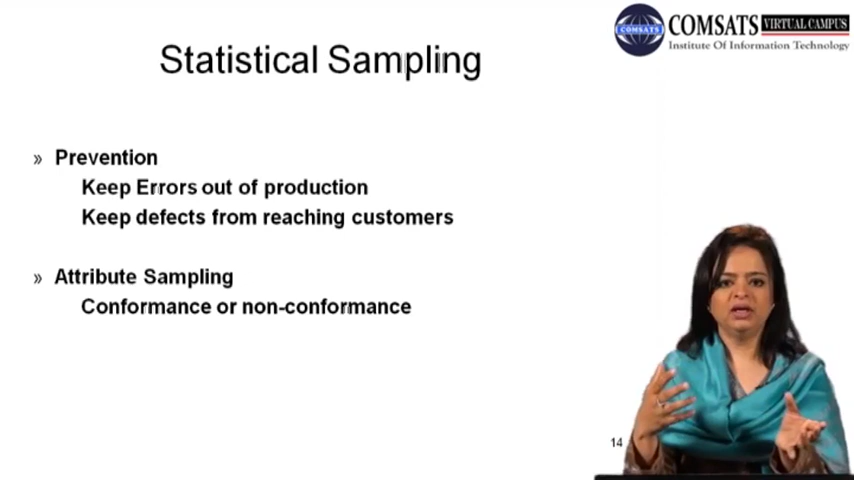 COMSATS VIRTUAL CAMPUS
COMSATS
Institute Of Information Technology
Statistical Sampling
» Prevention
Keep Errors out of production
Keep defects from reaching customers
» Attribute Sampling
Conformance or non-conformance
14